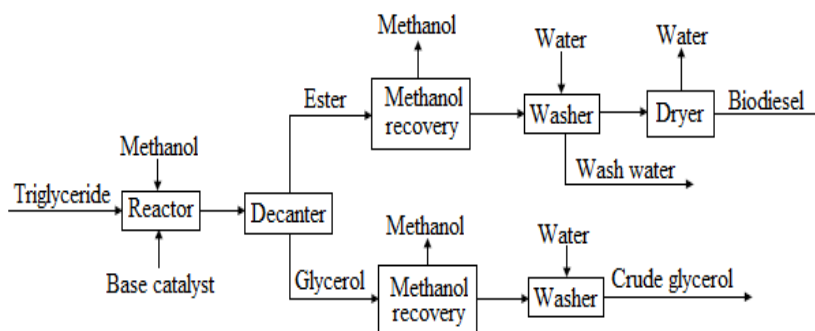 Methanol
Water
Water
Ester
Methanol
recovery
Washer
Dryer
Biodiesel
Methanol
Wash water
Triglyceride
Reactor
Decanter
Methanol
Water
Base catalyst
Glycerol
Methanol
recovery
Washer
Crude glycerol